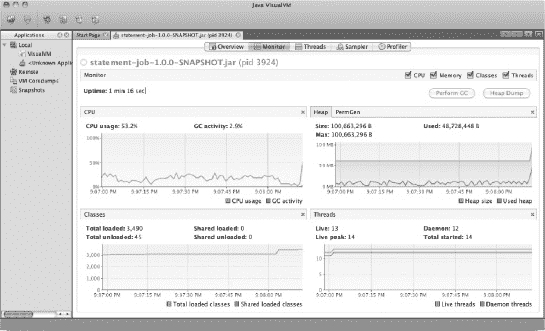 Java VisualVM
Applications
Start Page
statement-job-1.0.0-SNAPSHOT.jar (pid 3924)
Local
VisualVM
<Unknown Appli
Remote
VM Coredumps
Snapshots
Overview
Monitor
Threads
Sampler
Profiler
statement-job-1.0.0-SNAPSHOT.jar (pid 3924)
Monitor
CPU
Memory
Classes
Threads
Uptime: 1 min 16 sec
Perform GC
Heap Dump
CPU
CPU usage: 53.2%
GC activity: 2.9%
100%
50%
0%
9:07:00 PM
9:07:15 PM
9:07:30 PM
9:07:45 PM
9:08:00 PM
CPU usage
GC activity
Heap
PermGen
Size: 100,663,296 B
Used: 48,728,448 B
Max: 100,663,296 B
100 MB
9:07:00 PM
9:07:15 PM
9:07:30 PM
9:07:45 PM
9:08:00 PM
Heap size
Used heap
Classes
Total loaded: 3,490
Shared loaded: 0
Total unloaded: 45
Shared unloaded: 0
3,000
2,000
1,000
0
9:07:00 PM
9:07:15 PM
9:07:30 PM
9:07:45 PM
9:08:00 PM
Total loaded classes
Shared loaded classes
Threads
Live: 13
Daemon: 12
Live peak: 14
Total started: 14
10
5
0
9:07:00 PM
9:07:15 PM
9:07:30 PM
9:07:45 PM
9:08:00 PM
Live threads
Daemon threads